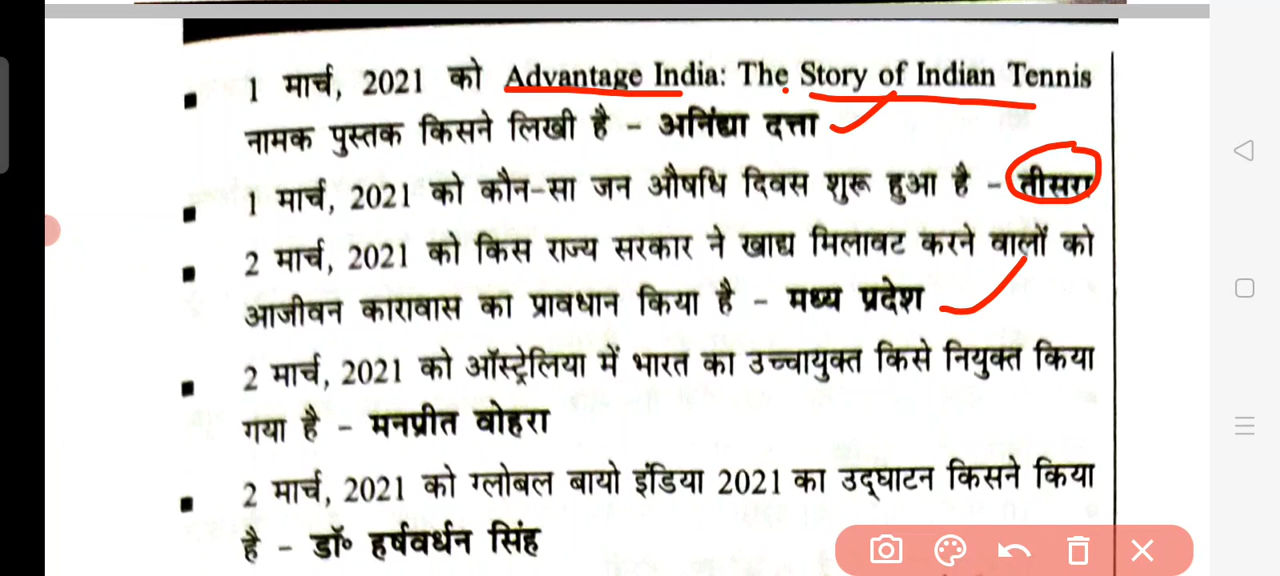 1 मार्च, 2021 को Advantage India: The Story of Indian Tennis
नामक पुस्तक किसने लिखी है – अनिंद्या दत्ता
1 मार्च, 2021 को कौन-सा जन औषधि दिवस शुरू हुआ है – तीसरा
2 मार्च, 2021 को किस राज्य सरकार ने खाद्य मिलावट करने वालों को
आजीवन कारावास का प्रावधान किया है – मध्य प्रदेश
2 मार्च, 2021 को ऑस्ट्रेलिया में भारत का उच्चायुक्त किसे नियुक्त किया
गया है – मनप्रीत वोहरा
2 मार्च, 2021 को ग्लोबल बायो इंडिया 2021 का उद्घाटन किसने किया
है – डॉ॰ हर्षवर्धन सिंह